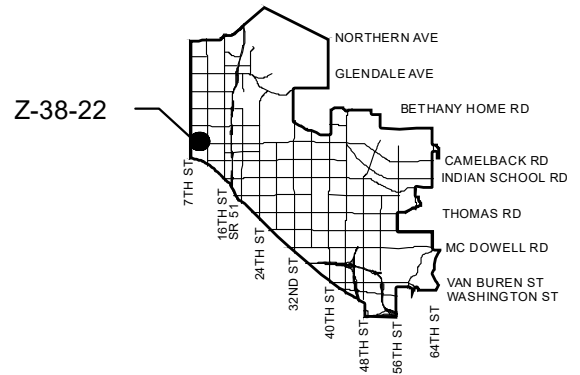 NORTHERN AVE
GLENDALE AVE
Z-38-22
BETHANY HOME RD
CAMELBACK RD
INDIAN SCHOOL RD
THOMAS RD
MC DOWELL RD
VAN BUREN ST
WASHINGTON ST
7TH ST
16TH ST
SR 51
24TH ST
32ND ST
40TH ST
48TH ST
56TH ST
64TH ST